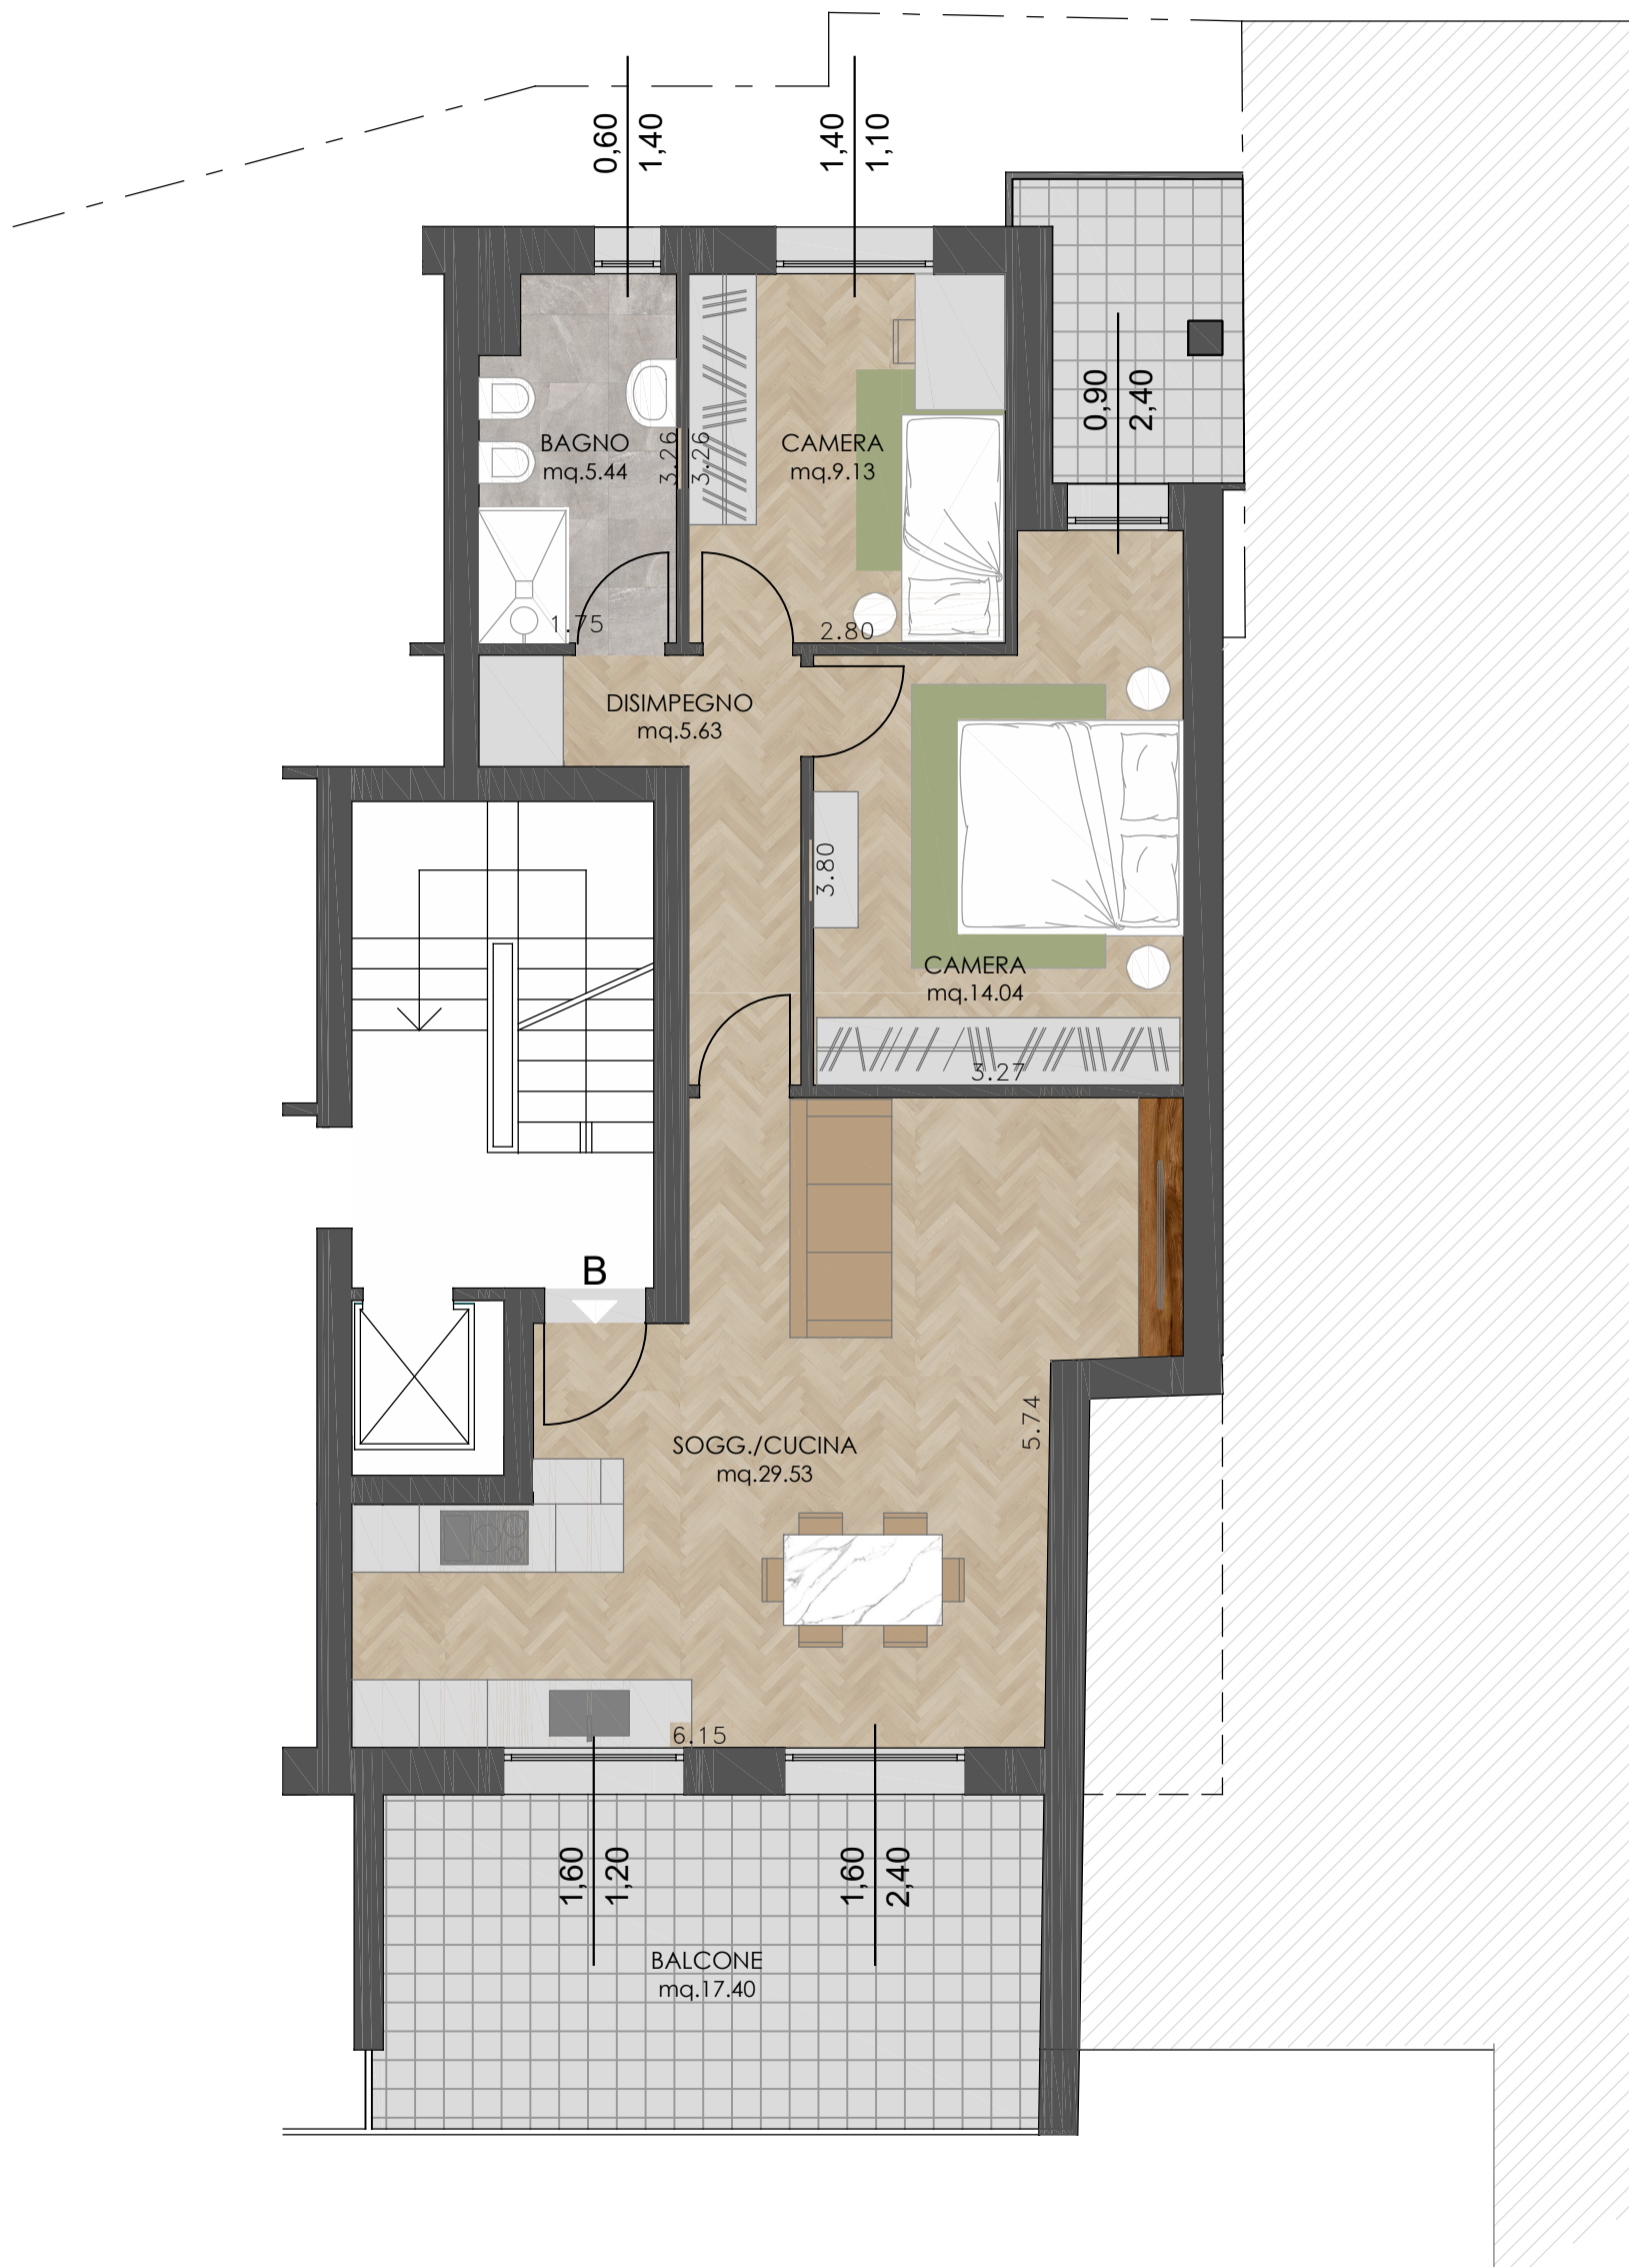 0,60
1,40
1,40
1,10
0,90
2,40
BAGNO
mq.5.44
3.26
3.26
CAMERA
mq.9.13
1.75
2.80
DISIMPEGNO
mq.5.63
3.80
CAMERA
mq.14.04
3.27
B
5.74
SOGG./CUCINA
mq.29.53
6.15
1,60
1,20
1,60
2,40
BALCONE
mq.17.40